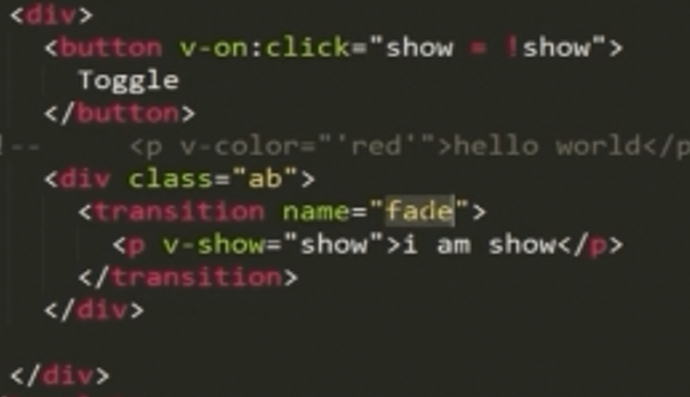 <div>
<button v-on:click="show = !show">
Toggle
</button>
!-- <p v-color="'red'">hello world</p
<div class="ab">
<transition name="fade">
<p v-show="show">i am show</p>
</transition>
</div>
</div>